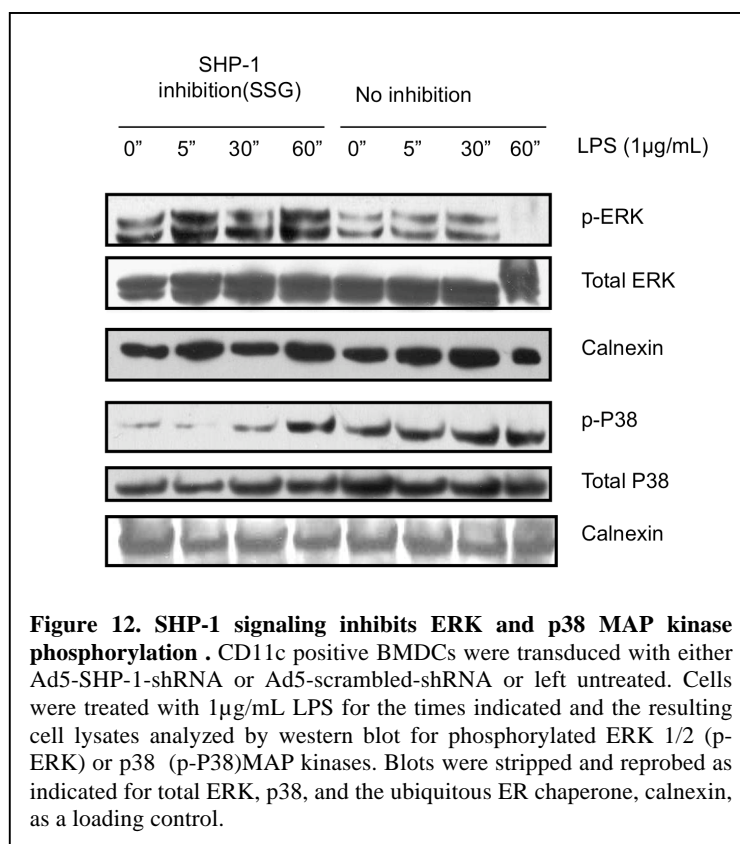 SHP-1
inhibition(SSG)
No inhibition
0” 5” 30” 60” 0” 5” 30” 60” LPS (1µg/mL)
p-ERK
Total ERK
Calnexin
p-P38
Total P38
Calnexin
Figure 12. SHP-1 signaling inhibits ERK and p38 MAP kinase
phosphorylation . CD11c positive BMDCs were transduced with either
Ad5-SHP-1-shRNA or Ad5-scrambled-shRNA or left untreated. Cells
were treated with 1µg/mL LPS for the times indicated and the resulting
cell lysates analyzed by western blot for phosphorylated ERK 1/2 (p-
ERK) or p38 (p-P38)MAP kinases. Blots were stripped and reprobed as
indicated for total ERK, p38, and the ubiquitous ER chaperone, calnexin,
as a loading control.